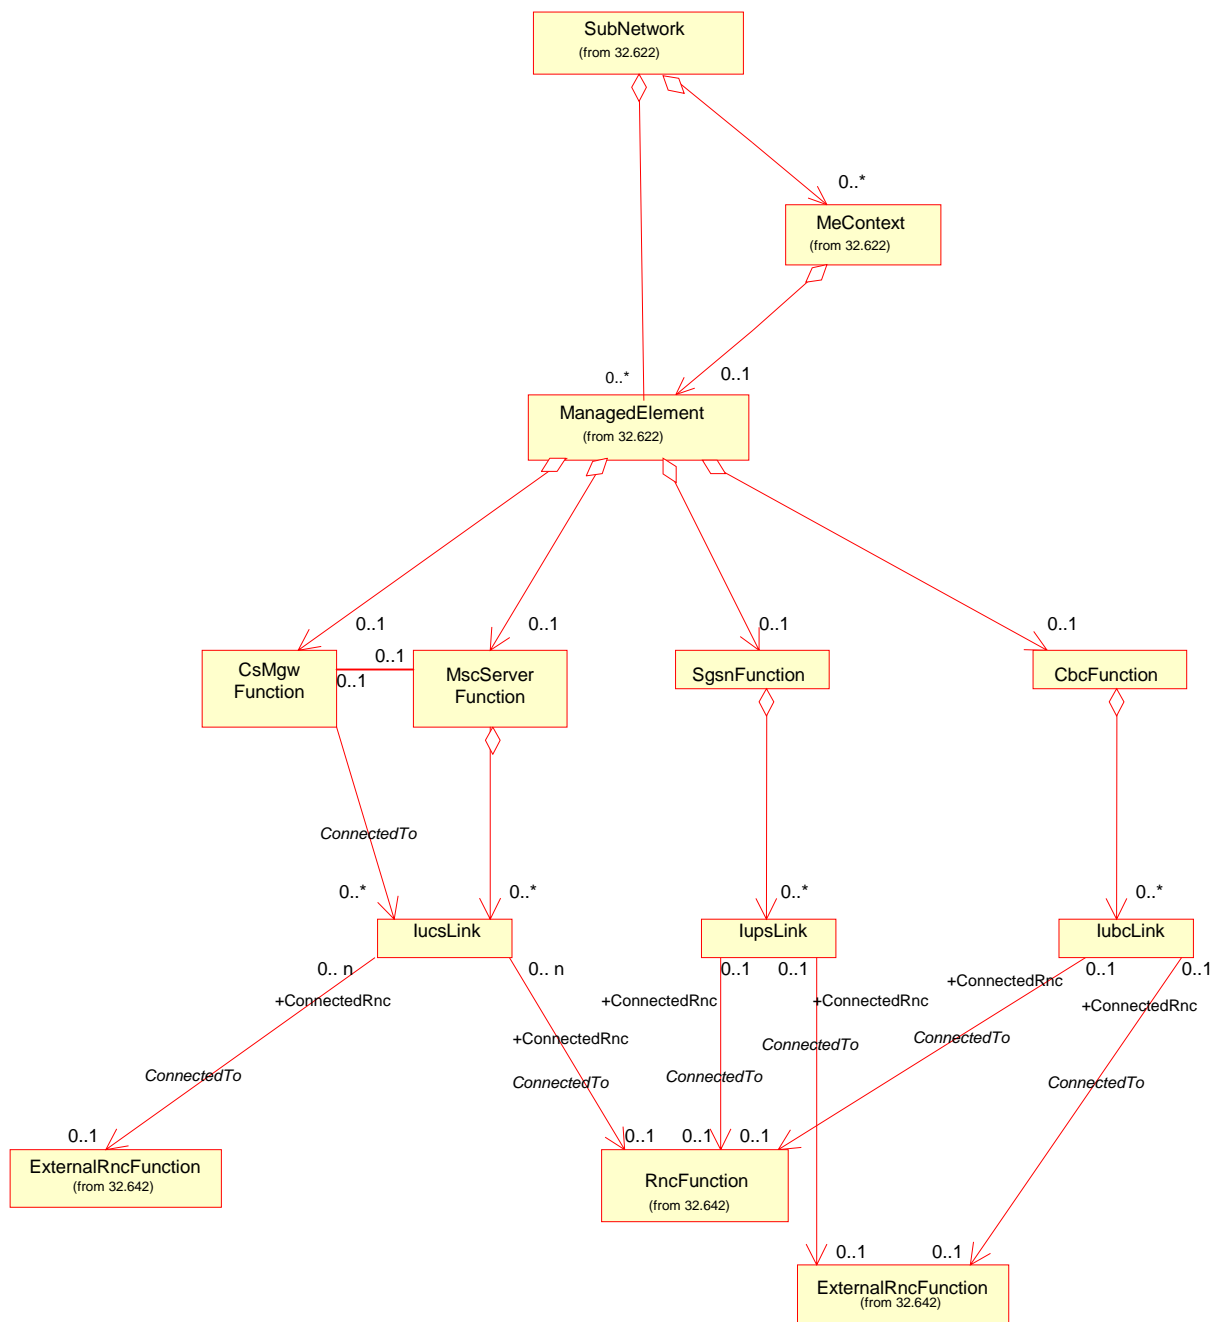 SubNetwork
(from 32.622)
0..*
MeContext
(from 32.622)
0..*
0..1
ManagedElement
(from 32.622)
0..1
0..1
0..1
0..1
CsMgw
Function
0..1
0..1
MscServer
Function
SgsnFunction
CbcFunction
ConnectedTo
0..*
0..*
0..*
0..*
IucsLink
IupsLink
IubcLink
0.. n
0.. n
0..1
0..1
0..1
0..1
+ConnectedRnc
+ConnectedRnc
+ConnectedRnc
+ConnectedRnc
+ConnectedRnc
+ConnectedRnc
ConnectedTo
ConnectedTo
ConnectedTo
ConnectedTo
ConnectedTo
ConnectedTo
0..1
0..1
0..1
0..1
ExternalRncFunction
(from 32.642)
RncFunction
(from 32.642)
0..1
0..1
ExternalRncFunction
(from 32.642)